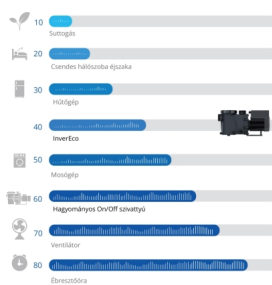 10
Suttogás
20
Csendes hálószoba éjszaka
30
Hűtőgép
40
InverEco
50
Mosógép
60
Hagyományos On/Off szivattyú
70
Ventilátor
80
Ébresztőóra